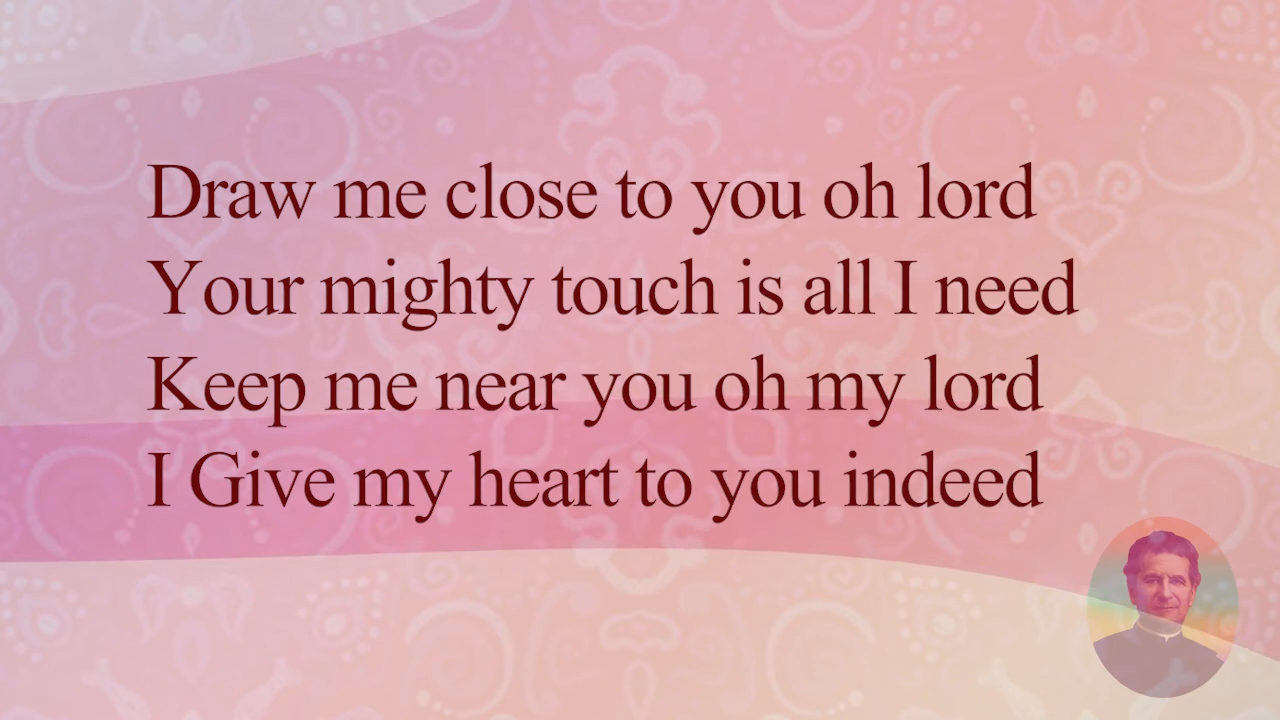 Draw me close to you oh lord
Your mighty touch is all I need
Keep me near you oh my lord
I Give my heart to you indeed